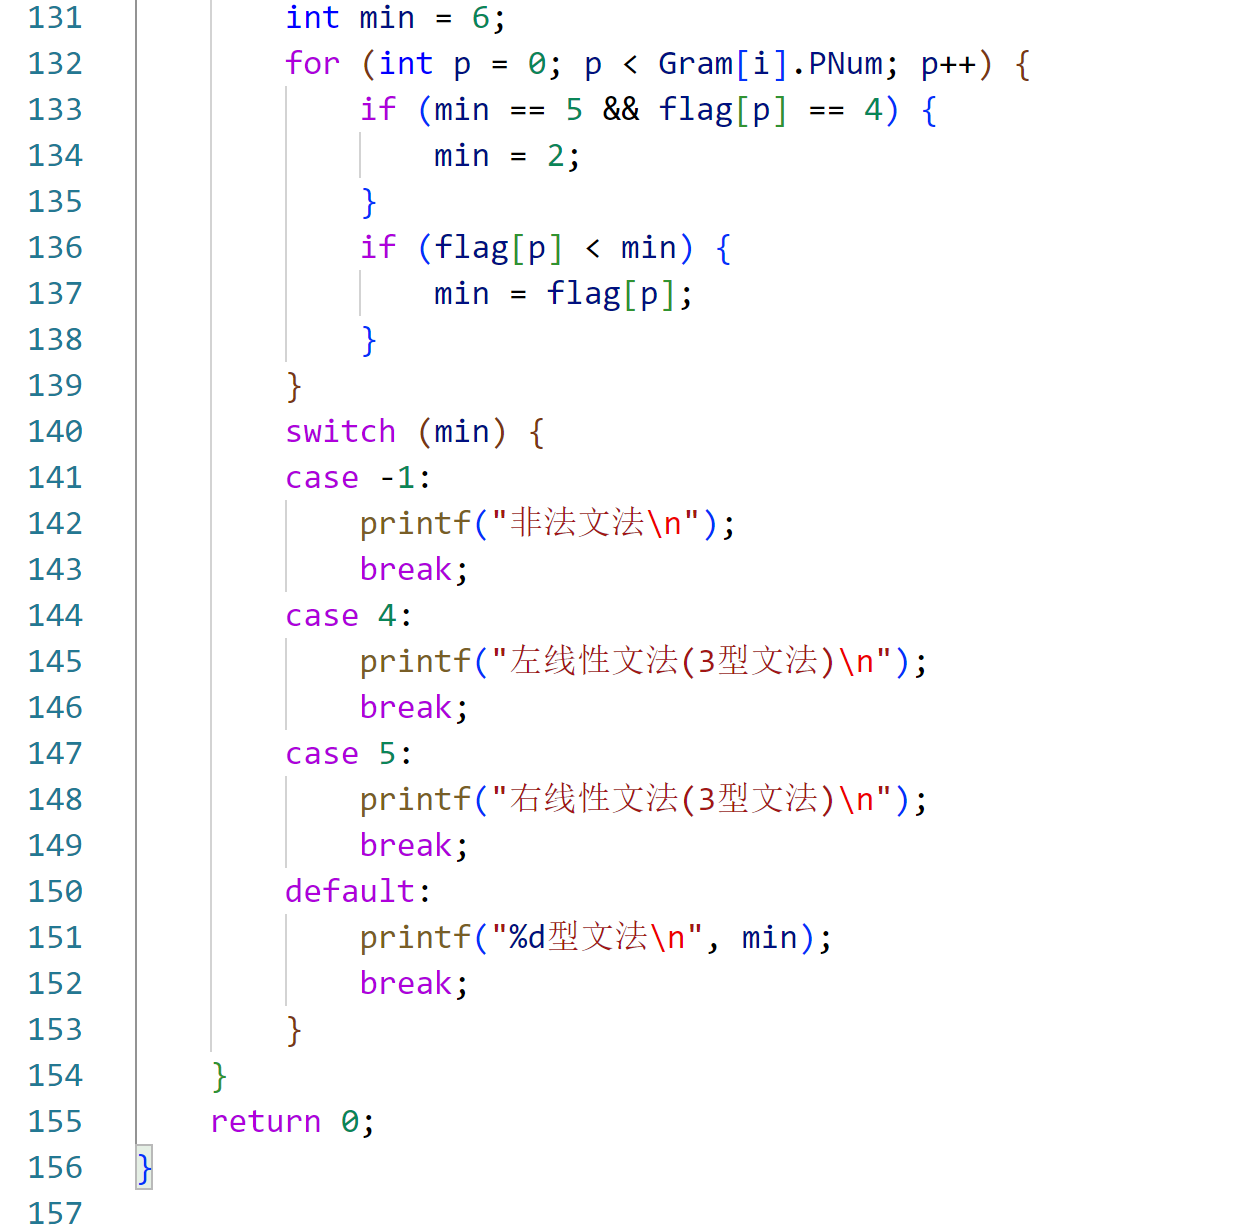 131 int min = 6;
132 for (int p = 0; p < Gram[i].PNum; p++) {
133 if (min == 5 && flag[p] == 4) {
134 min = 2;
135 }
136 if (flag[p] < min) {
137 min = flag[p];
138 }
139 }
140 switch (min) {
141 case -1:
142 printf("非法文法\n");
143 break;
144 case 4:
145 printf("左线性文法(3型文法)\n");
146 break;
147 case 5:
148 printf("右线性文法(3型文法)\n");
149 break;
150 default:
151 printf("%d型文法\n", min);
152 break;
153 }
154 }
155 return 0;
156 }
157